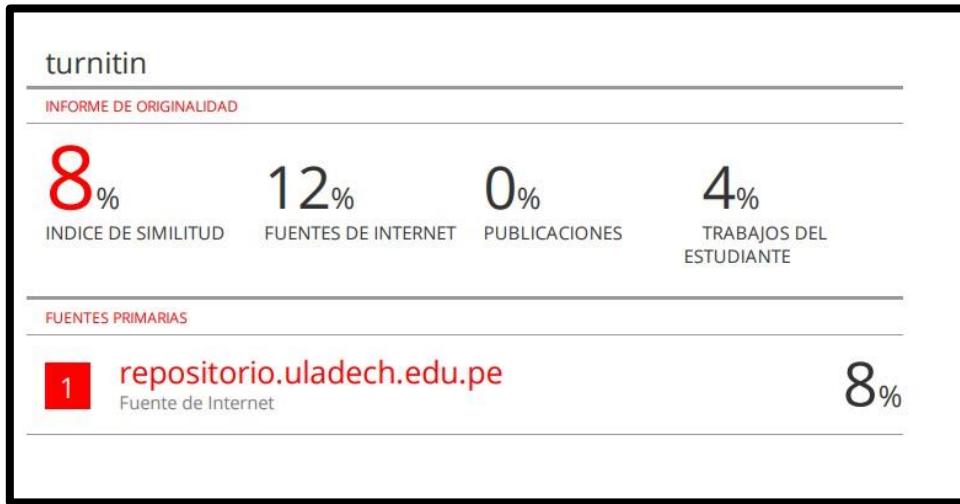 turnitin
INFORME DE ORIGINALIDAD
8%
INDICE DE SIMILITUD
12%
FUENTES DE INTERNET
0%
PUBLICACIONES
4%
TRABAJOS DEL
ESTUDIANTE
FUENTES PRIMARIAS
1
repositorio.uladech.edu.pe
Fuente de Internet
8%